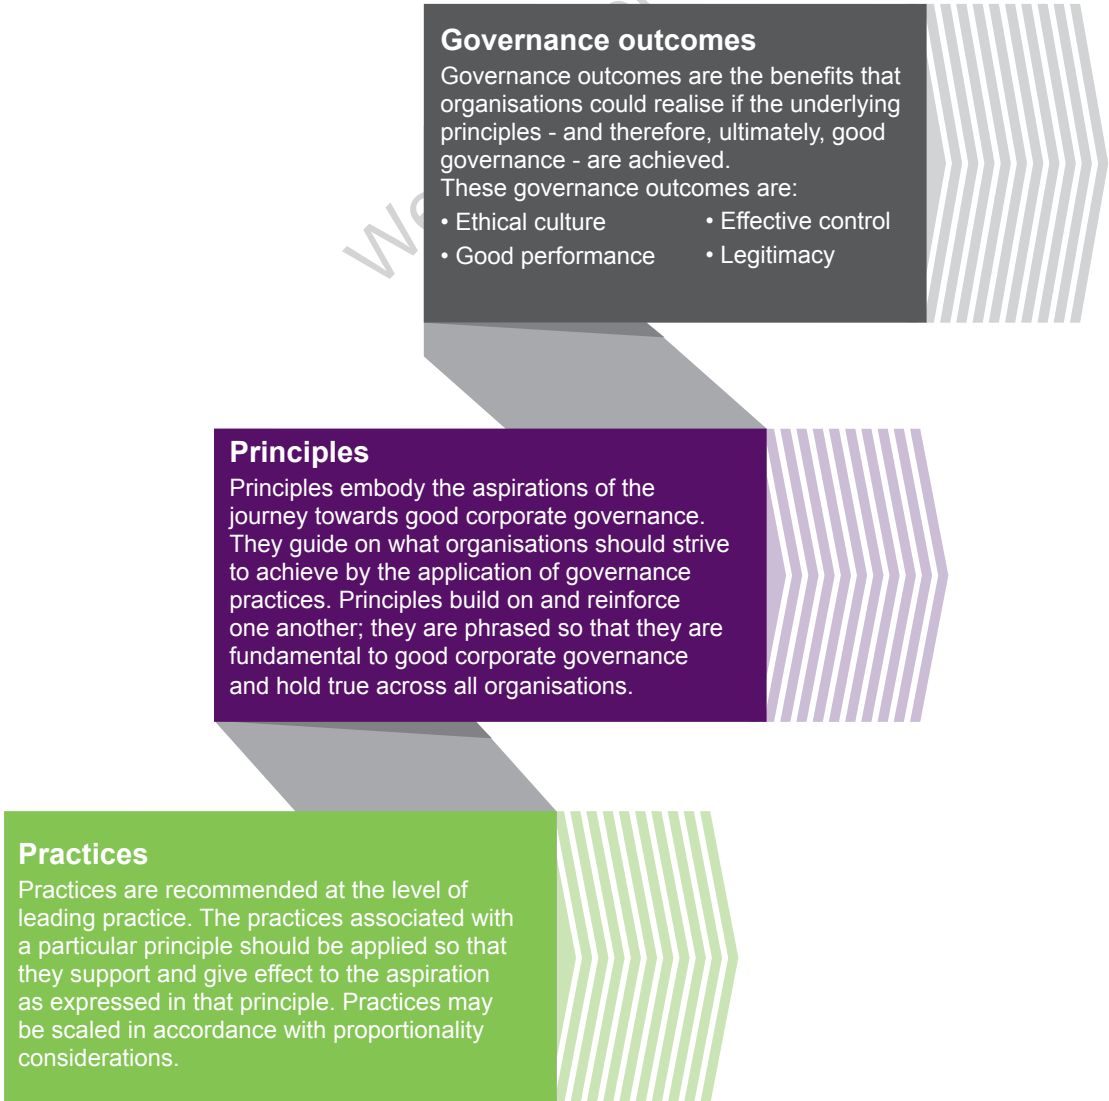 Governance outcomes
Governance outcomes are the benefits that
organisations could realise if the underlying
principles - and therefore, ultimately, good
governance - are achieved.
These governance outcomes are:
• Ethical culture
• Effective control
• Good performance
• Legitimacy
Principles
Principles embody the aspirations of the
journey towards good corporate governance.
They guide on what organisations should strive
to achieve by the application of governance
practices. Principles build on and reinforce
one another; they are phrased so that they are
fundamental to good corporate governance
and hold true across all organisations.
Practices
Practices are recommended at the level of
leading practice. The practices associated with
a particular principle should be applied so that
they support and give effect to the aspiration
as expressed in that principle. Practices may
be scaled in accordance with proportionality
considerations.